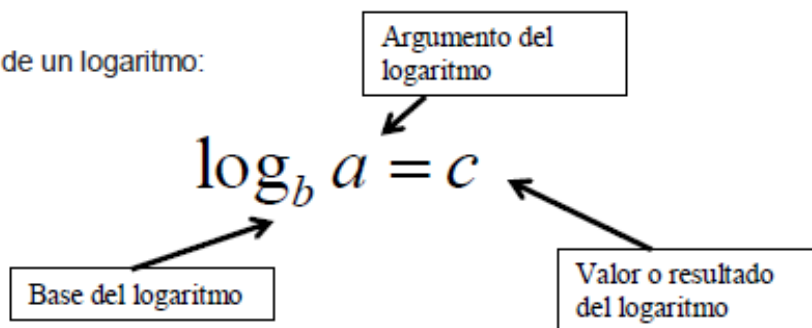 de un logaritmo:
Argumento del
logaritmo
log_b a = c
Base del logaritmo
Valor o resultado
del logaritmo